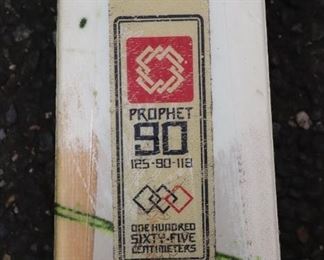 PROPHET
90
125-90-118
ONE HUNDRED
SIXTY-FIVE
CENTIMETERS